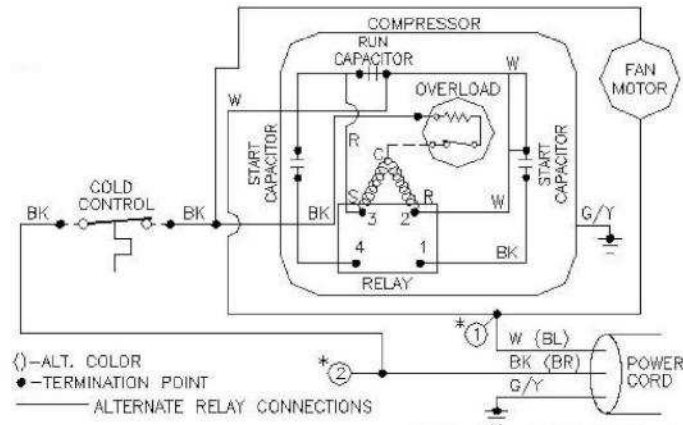 COMPRESSOR
RUN
CAPACITOR
W
OVERLOAD
FAN
MOTOR
W
R
START
CAPACITOR
C
START
CAPACITOR
COLD
CONTROL
BK
BK
BK
S
R
3
2
W
G/Y
4
1
BK
RELAY
* 1
W (BL)
BK (BR)
G/Y
POWER
CORD
* 2
()-ALT. COLOR
-TERMINATION POINT
ALTERNATE RELAY CONNECTIONS